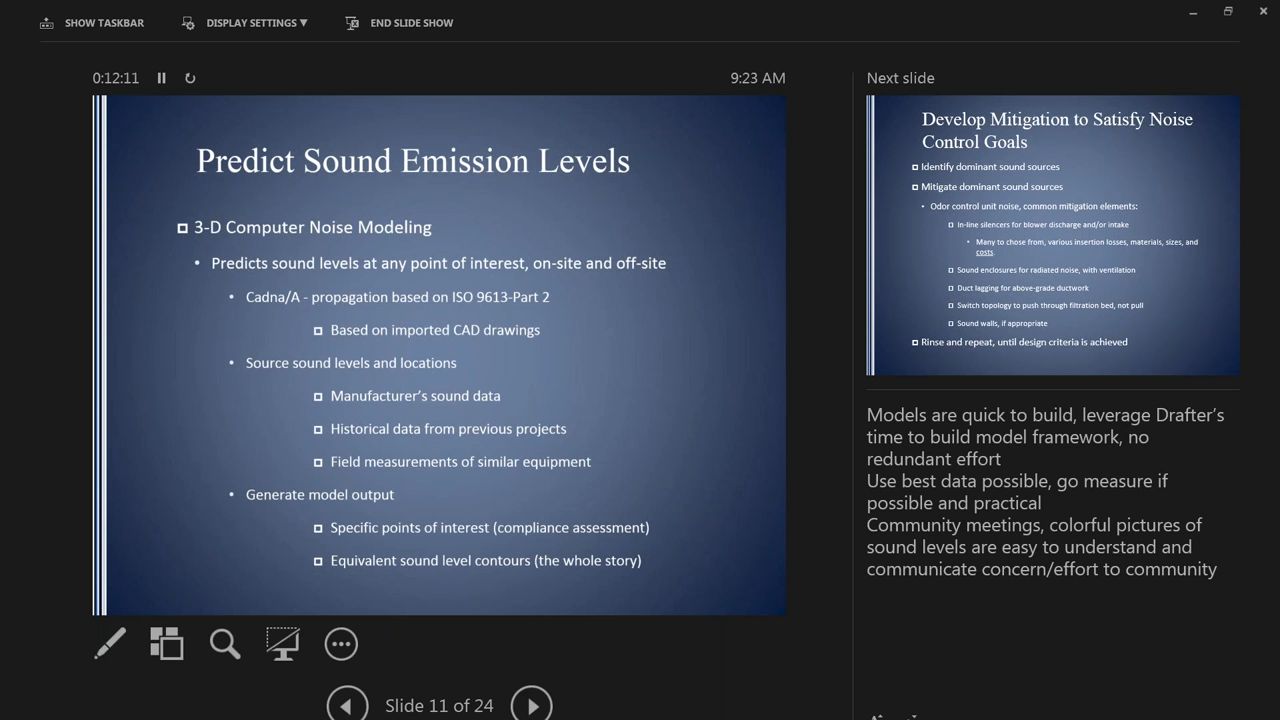 SHOW TASKBAR
DISPLAY SETTINGS ▼
END SLIDE SHOW
0:12:11
9:23 AM
Predict Sound Emission Levels
3-D Computer Noise Modeling
• Predicts sound levels at any point of interest, on-site and off-site
• Cadna/A - propagation based on ISO 9613-Part 2
Based on imported CAD drawings
• Source sound levels and locations
Manufacturer's sound data
Historical data from previous projects
Field measurements of similar equipment
• Generate model output
Specific points of interest (compliance assessment)
Equivalent sound level contours (the whole story)
Slide 11 of 24
Next slide
Develop Mitigation to Satisfy Noise
Control Goals
Identify dominant sound sources
Mitigate dominant sound sources
• Odor control unit noise, common mitigation elements:
In-line silencers for blower discharge and/or intake
• Many to chose from, various insertion losses, materials, sizes, and
costs.
Sound enclosures for radiated noise, with ventilation
Duct lagging for above-grade ductwork
Switch topology to push through filtration bed, not pull
Sound walls, if appropriate
Rinse and repeat, until design criteria is achieved
Models are quick to build, leverage Drafter's
time to build model framework, no
redundant effort
Use best data possible, go measure if
possible and practical
Community meetings, colorful pictures of
sound levels are easy to understand and
communicate concern/effort to community